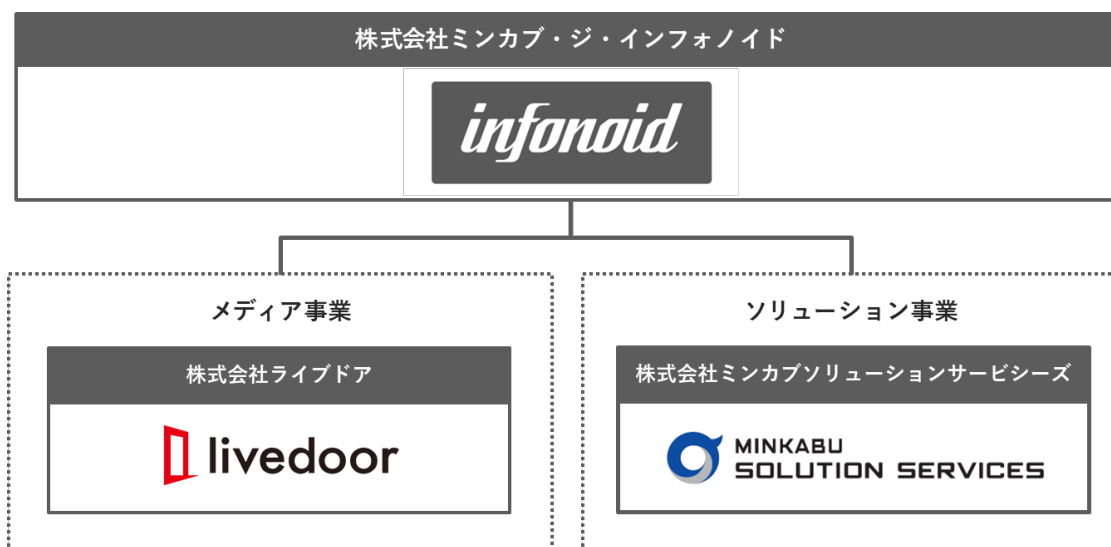 株式会社ミンカブ・ジ・インフォノイド
infonoid
メディア事業
株式会社ライブドア
livedoor
ソリューション事業
株式会社ミンカブソリューションサービシーズ
MINKABU
SOLUTION SERVICES